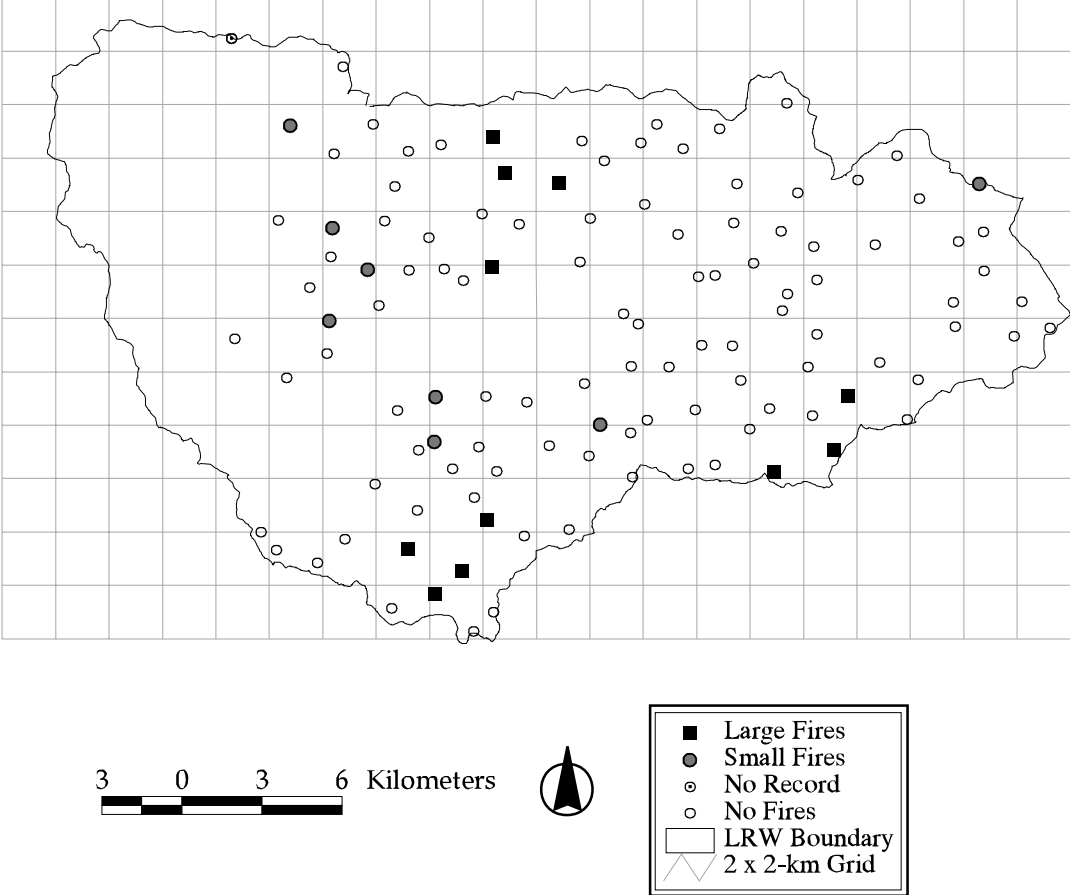 3 0 3 6 Kilometers
Large Fires
Small Fires
No Record
No Fires
LRW Boundary
2 x 2-km Grid